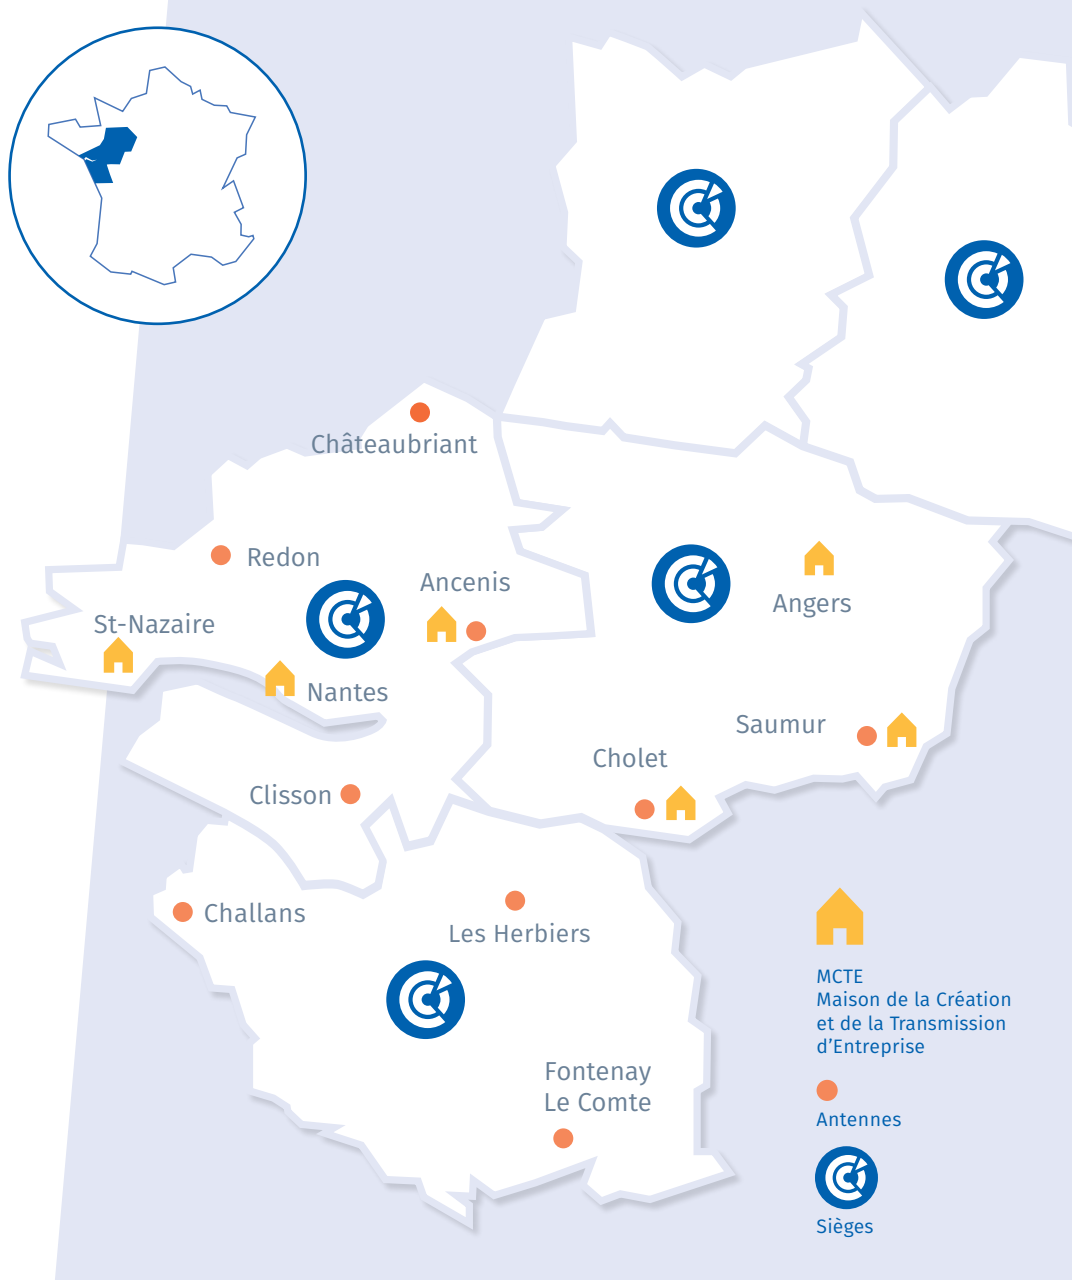 Châteaubriant
Redon
Ancenis
St-Nazaire
Nantes
Angers
Saumur
Cholet
Clisson
Challans
Les Herbiers
Fontenay
Le Comte
MCTE
Maison de la Création
et de la Transmission
d'Entreprise
Antennes
Sièges